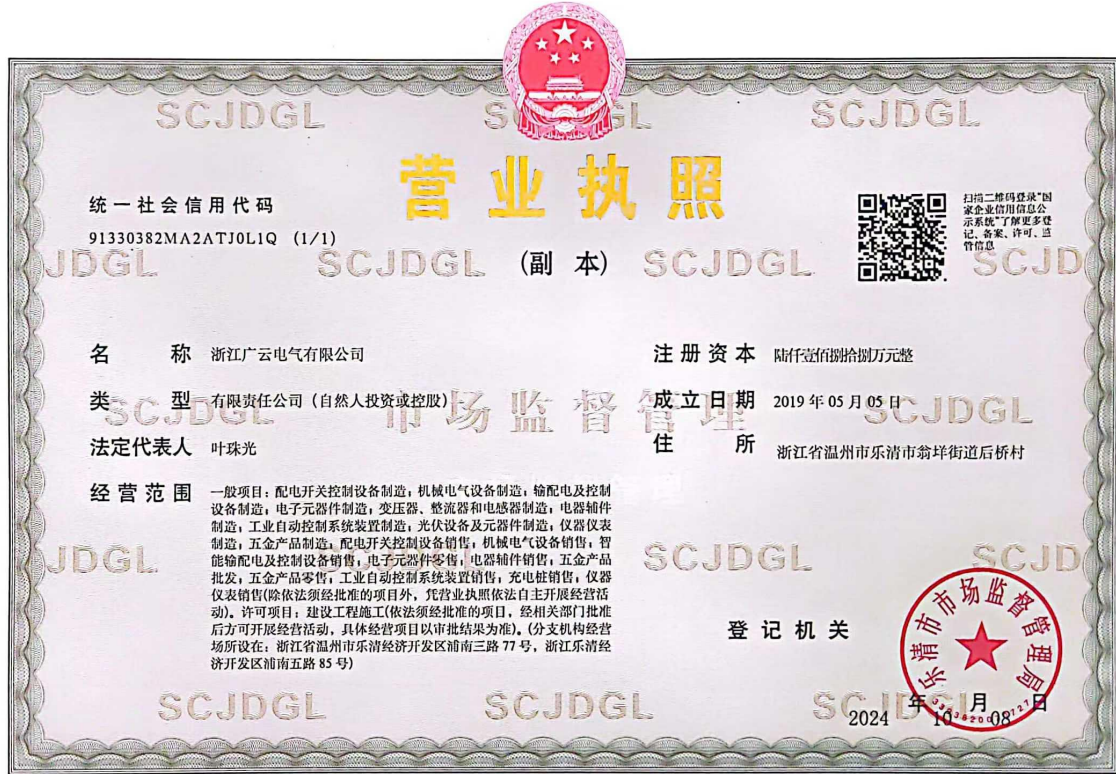 SCJDGL SCJDGL SCJDGL
营业执照
(副 本)
统一社会信用代码
91330382MA2ATJ0L1Q (1/1)
扫描二维码登录“国
家企业信用信息公
示系统”了解更多登
记、备案、许可、监
管信息
JDGL SCJDGL SCJDGL SCJD
名 称 浙江广云电气有限公司
注册资本 陆仟壹佰捌拾捌万元整
类 型 有限责任公司（自然人投资或控股）
成立日期 2019 年 05 月 05 日
SCJDGL 市场监督管理 SCJDGL
法定代表人 叶珠光
住 所 浙江省温州市乐清市翁垟街道后桥村
经营范围 一般项目：配电开关控制设备制造；机械电气设备制造；输配电及控制
设备制造；电子元器件制造；变压器、整流器和电感器制造；电器辅件
制造；工业自动控制系统装置制造；光伏设备及元器件制造；仪器仪表
制造；五金产品制造；配电开关控制设备销售；机械电气设备销售；智
能输配电及控制设备销售；电子元器件零售；电器辅件销售；五金产品
批发；五金产品零售；工业自动控制系统装置销售；充电桩销售；仪器
仪表销售(除依法须经批准的项目外，凭营业执照依法自主开展经营活
动)。许可项目：建设工程施工(依法须经批准的项目，经相关部门批准
后方可开展经营活动，具体经营项目以审批结果为准)。(分支机构经营
场所设在：浙江省温州市乐清经济开发区浦南三路 77 号，浙江乐清经
济开发区浦南五路 85 号)
JDGL SCJDGL SCJDGL SCJD
登记机关
乐清市市场监督管理局
2024 年 10 月 08 日
SCJDGL SCJDGL SCJDGL